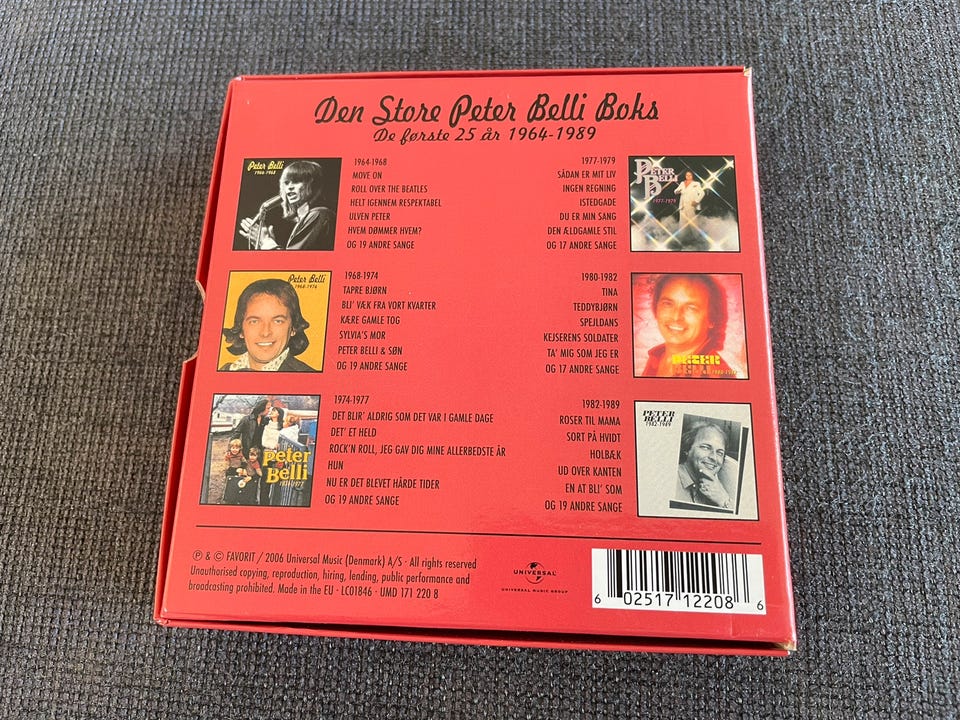 Den Store Peter Belli Boks
De første 25 år 1964-1989
Peter Belli
1964-1968
1964-1968
MOVE ON
ROLL OVER THE BEATLES
HELT IGENNEM RESPEKTABEL
ULVEN PETER
HVEM DØMMER HVEM?
OG 19 ANDRE SANGE
Peter Belli
1968-1974
1968-1974
TAPRE BJØRN
BLI' VÆK FRA VORT KVARTER
KÆRE GAMLE TOG
SYLVIA'S MOR
PETER BELLI & SØN
OG 19 ANDRE SANGE
Peter
Belli
1974-1977
1974-1977
DET BLIR' ALDRIG SOM DET VAR I GAMLE DAGE
DET' ET HELD
ROCK'N ROLL, JEG GAV DIG MINE ALLERBEDSTE ÅR
HUN
NU ER DET BLEVET HÅRDE TIDER
OG 19 ANDRE SANGE
1977-1979
SÅDAN ER MIT LIV
INGEN REGNING
ISTEDGADE
DU ER MIN SANG
DEN ÆLDGAMLE STIL
OG 17 ANDRE SANGE
PETER
BELLI
1977-1979
1980-1982
TINA
TEDDYBJØRN
SPEJLDANS
KEJSERENS SOLDATER
TA' MIG SOM JEG ER
OG 17 ANDRE SANGE
PETER
BELLI
1982-1989
ROSER TIL MAMA
SORT PÅ HVIDT
HOLBÆK
UD OVER KANTEN
EN AT BLI' SOM
OG 19 ANDRE SANGE
PETER
BELLI
1982-1989
℗ & © FAVORIT / 2006 Universal Music (Denmark) A/S · All rights reserved
Unauthorised copying, reproduction, hiring, lending, public performance and
broadcasting prohibited. Made in the EU · LC01846 · UMD 171 220 8
UNIVERSAL
UNIVERSAL MUSIC GROUP
6 02517 12208 6